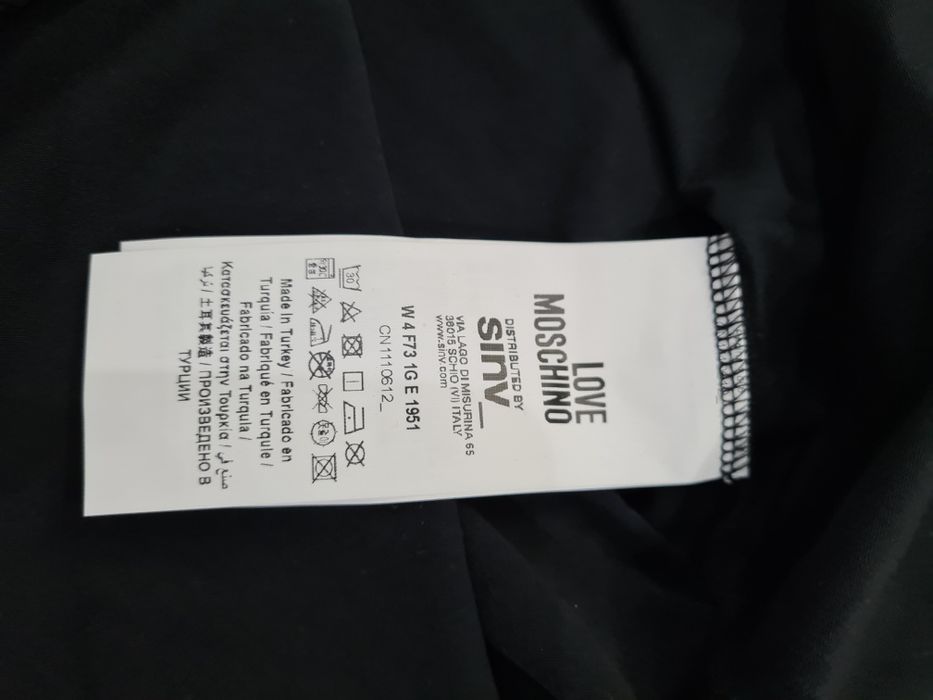 LOVE
MOSCHINO
DISTRIBUTED BY
sinv_
VIA LAGO DI MISURINA 65
36015 SCHIO (VI) ITALY
www.sinv.com
W 4 F73 1G E 1951
CN1110612_
30
Made in Turkey / Fabricado en
Turquía / Fabriqué en Turquie /
Fabricado na Turquia /
Κατασκευάζεται στην Τουρκία / صنع في
تركيا / 土耳其製造 / ПРОИЗВЕДЕНО В
ТУРЦИИ